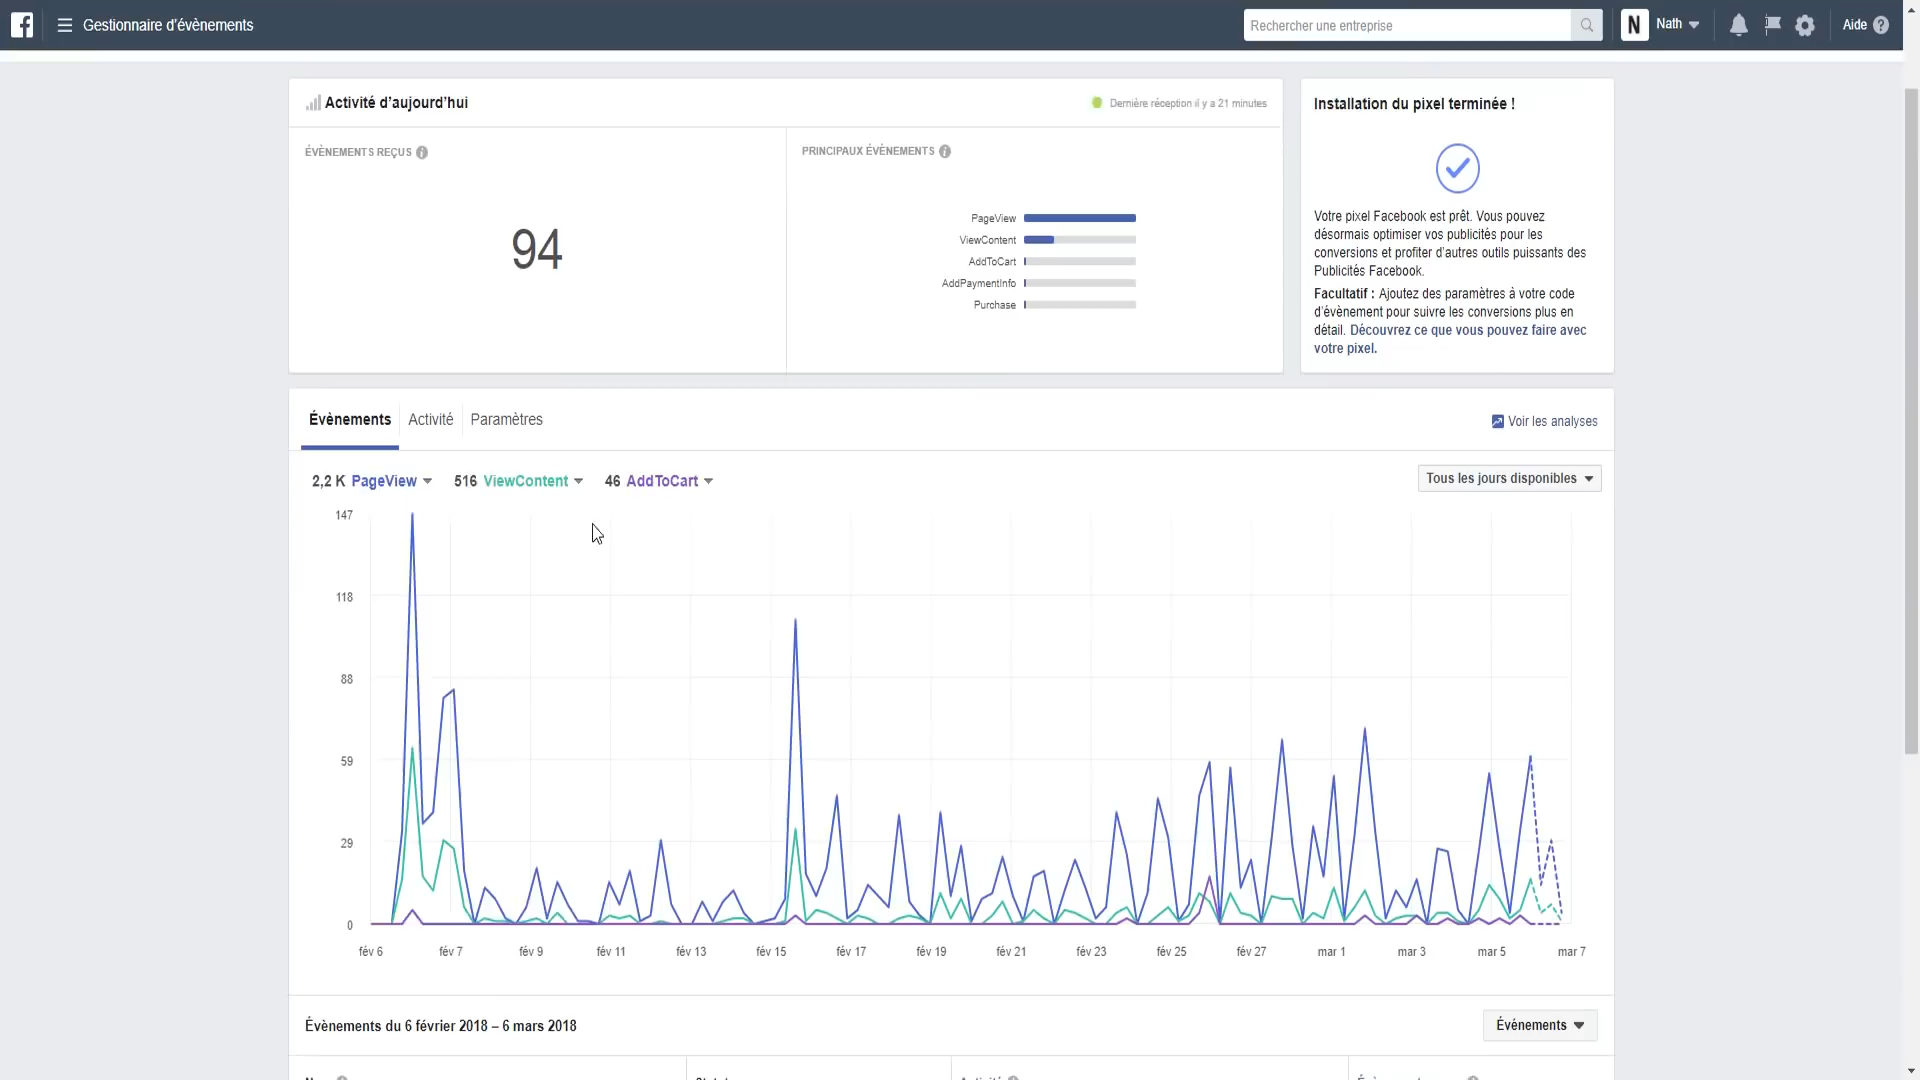 Gestionnaire d'évènements
Rechercher une entreprise
N
Nath
Aide
Activité d'aujourd'hui
Dernière réception il y a 21 minutes
ÉVÈNEMENTS REÇUS
94
PRINCIPAUX ÉVÈNEMENTS
PageView
ViewContent
AddToCart
AddPaymentInfo
Purchase
Installation du pixel terminée !
Votre pixel Facebook est prêt. Vous pouvez
désormais optimiser vos publicités pour les
conversions et profiter d'autres outils puissants des
Publicités Facebook.
Facultatif : Ajoutez des paramètres à votre code
d'évènement pour suivre les conversions plus en
détail. Découvrez ce que vous pouvez faire avec
votre pixel.
Évènements
Activité
Paramètres
Voir les analyses
2,2 K PageView
516 ViewContent
46 AddToCart
Tous les jours disponibles
147
118
88
59
29
0
fév 6
fév 7
fév 9
fév 11
fév 13
fév 15
fév 17
fév 19
fév 21
fév 23
fév 25
fév 27
mar 1
mar 3
mar 5
mar 7
Évènements du 6 février 2018 – 6 mars 2018
Événements